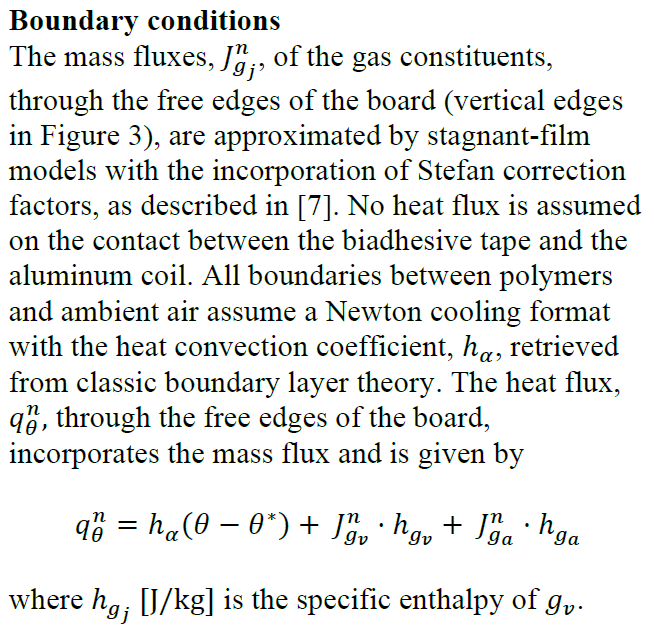 Boundary conditions
The mass fluxes, $J_{g_j}^n$, of the gas constituents,
through the free edges of the board (vertical edges
in Figure 3), are approximated by stagnant-film
models with the incorporation of Stefan correction
factors, as described in [7]. No heat flux is assumed
on the contact between the biadhesive tape and the
aluminum coil. All boundaries between polymers
and ambient air assume a Newton cooling format
with the heat convection coefficient, $h_\alpha$, retrieved
from classic boundary layer theory. The heat flux,
$q_\theta^n$, through the free edges of the board,
incorporates the mass flux and is given by
$q_\theta^n = h_\alpha(\theta - \theta^*) + J_{g_v}^n \cdot h_{g_v} + J_{g_a}^n \cdot h_{g_a}$
where $h_{g_j}$ [J/kg] is the specific enthalpy of $g_v$.